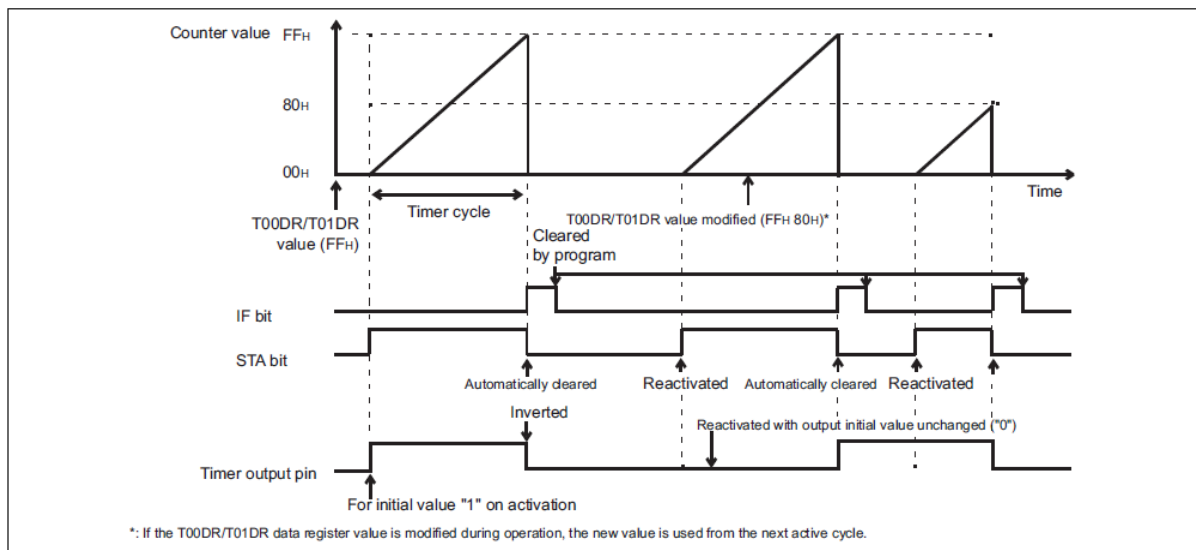 Counter value FFH
80H
00H
Time
Timer cycle
T00DR/T01DR
value (FFH)
T00DR/T01DR value modified (FFH 80H)*
Cleared
by program
IF bit
STA bit
Automatically cleared
Reactivated
Automatically cleared
Reactivated
Inverted
Reactivated with output initial value unchanged ("0")
Timer output pin
For initial value "1" on activation
*: If the T00DR/T01DR data register value is modified during operation, the new value is used from the next active cycle.